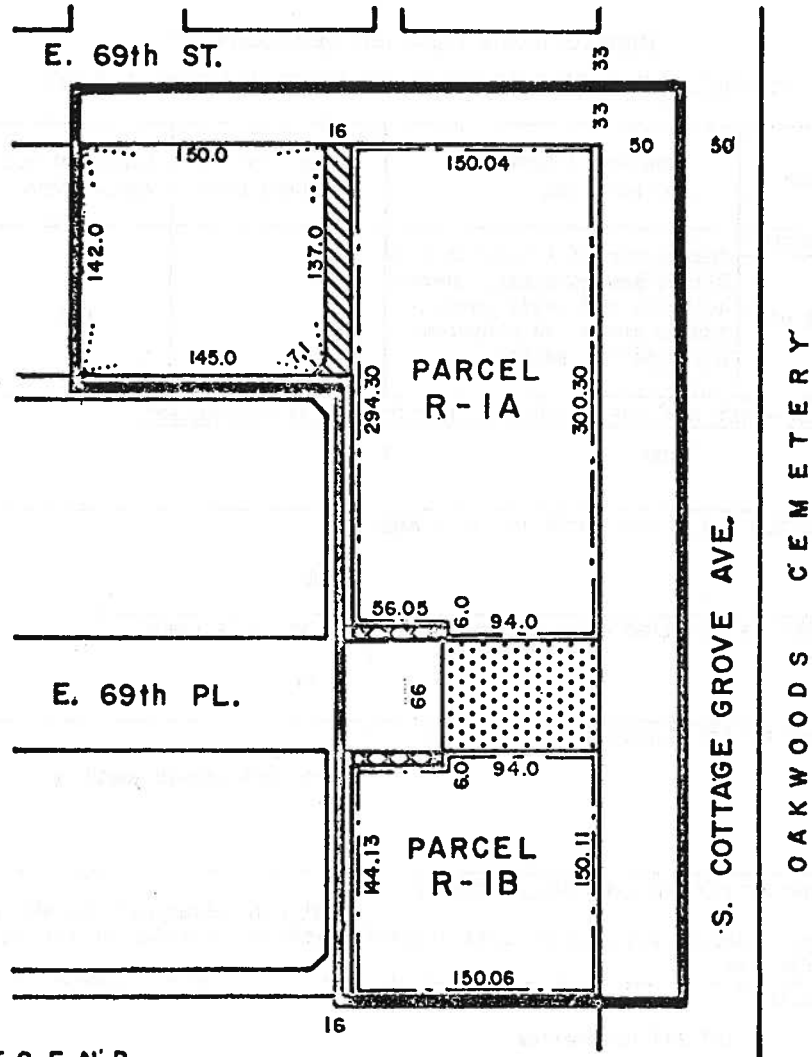 E. 69th ST.
33
33
16
50
50
150.0
150.04
142.0
137.0
145.0
7.1
PARCEL
R-1A
294.30
300.30
56.05
6.0
94.0
E. 69th PL.
66
6.0
94.0
PARCEL
R-1B
144.13
150.11
150.06
16
S. COTTAGE GROVE AVE.
OAKWOODS CEMETERY